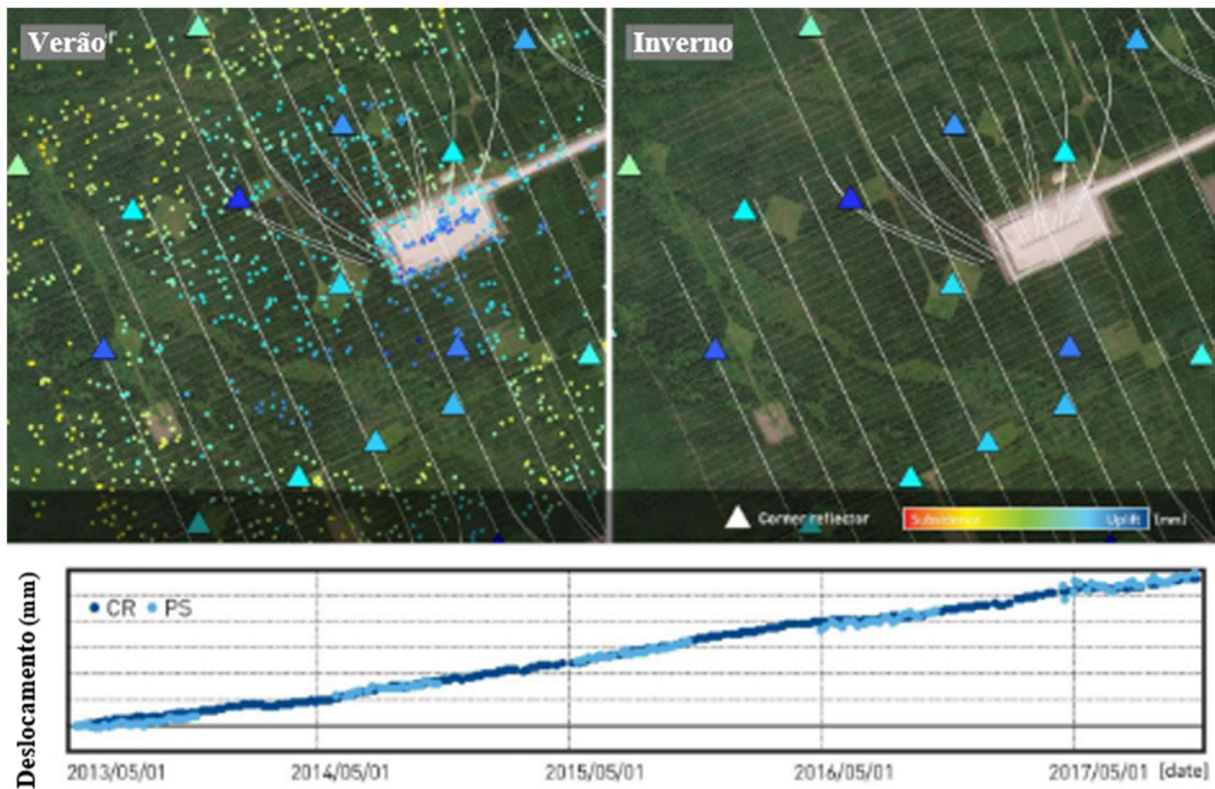 Verão
Inverno
Corner reflector
Subsidence
Uplift
[mm]
Deslocamento (mm)
CR
PS
2013/05/01
2014/05/01
2015/05/01
2016/05/01
2017/05/01
[date]